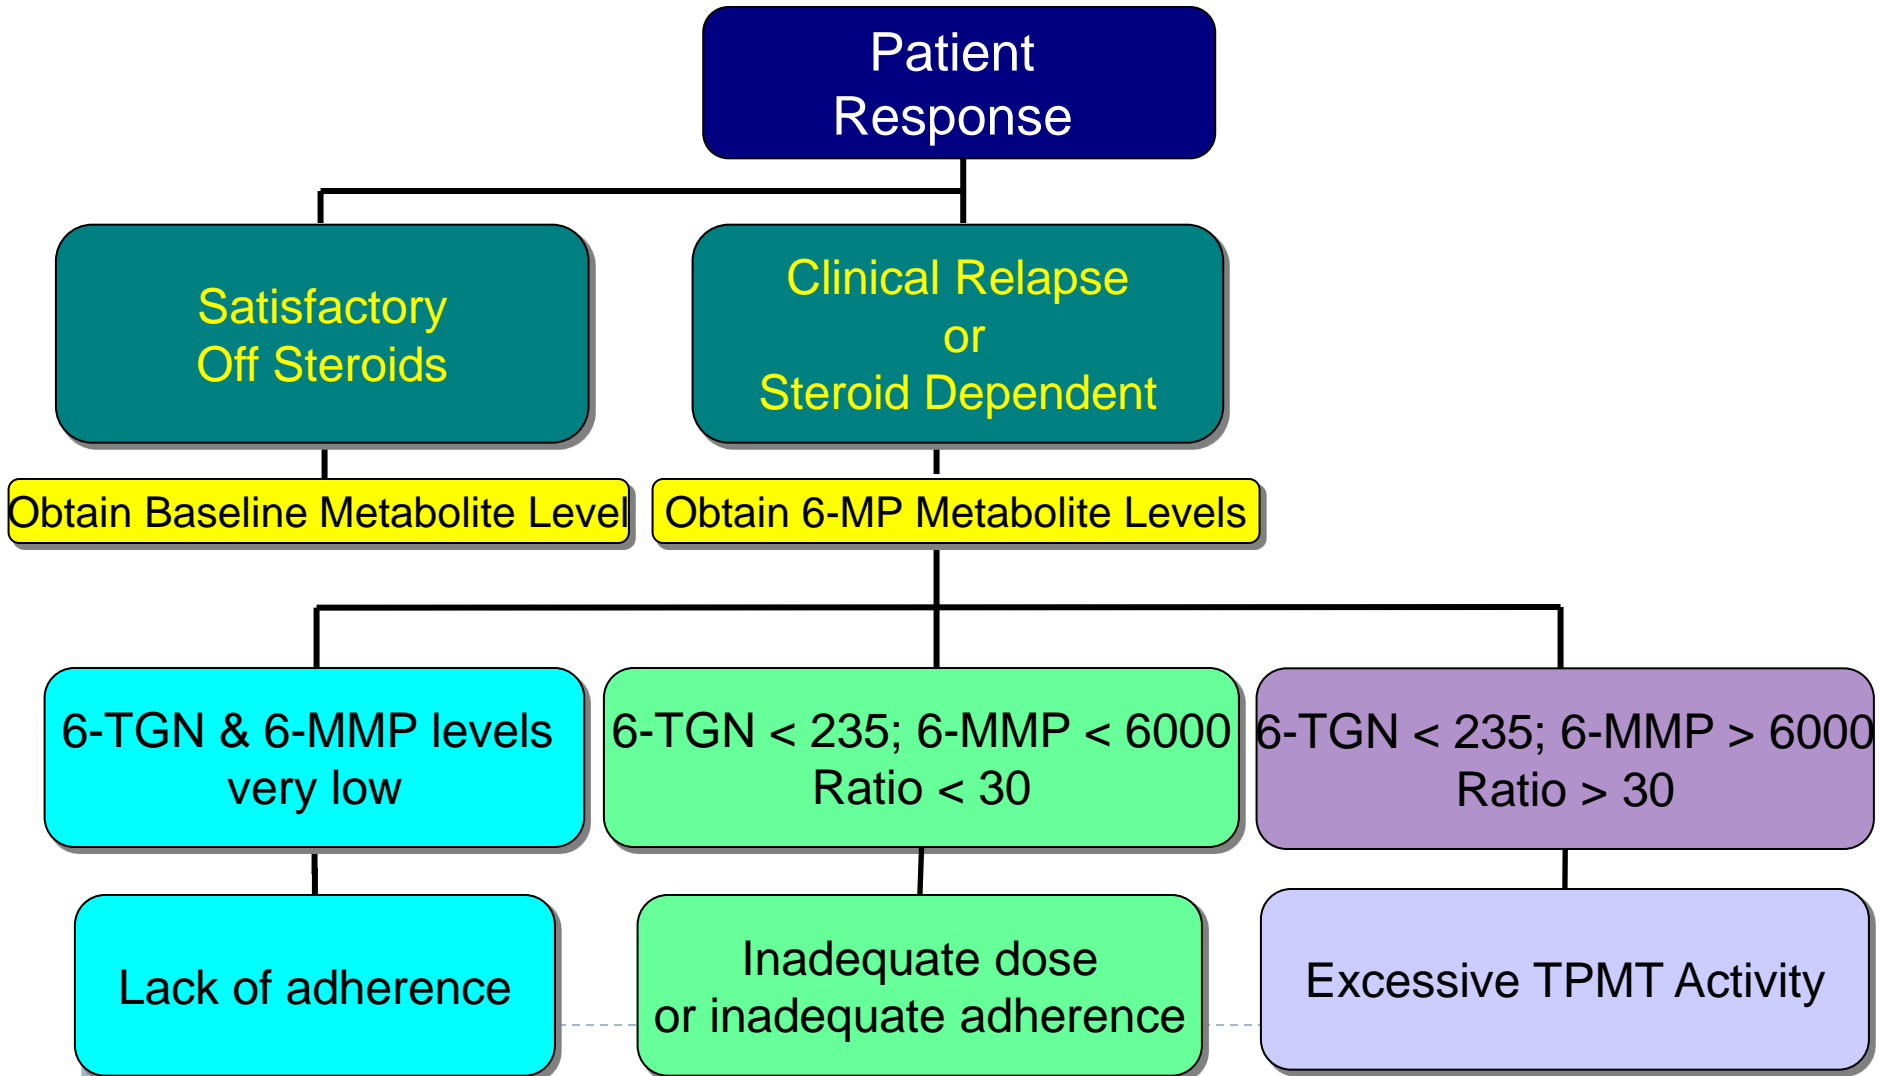 Patient
Response
Satisfactory
Off Steroids
Clinical Relapse
or
Steroid Dependent
Obtain Baseline Metabolite Level
Obtain 6-MP Metabolite Levels
6-TGN & 6-MMP levels
very low
6-TGN < 235; 6-MMP < 6000
Ratio < 30
6-TGN < 235; 6-MMP > 6000
Ratio > 30
Lack of adherence
Inadequate dose
or inadequate adherence
Excessive TPMT Activity